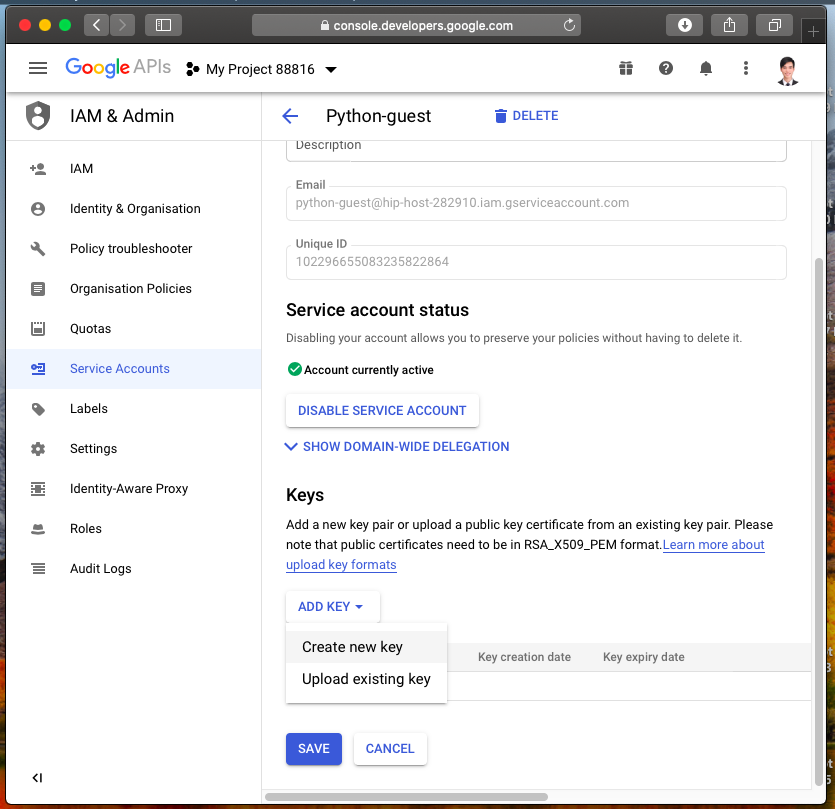 console.developers.google.com
Google APIs
My Project 88816
IAM & Admin
Python-guest
DELETE
IAM
Identity & Organisation
Policy troubleshooter
Organisation Policies
Quotas
Service Accounts
Labels
Settings
Identity-Aware Proxy
Roles
Audit Logs
Description
Email
python-guest@hip-host-282910.iam.gserviceaccount.com
Unique ID
102296655083235822864
Service account status
Disabling your account allows you to preserve your policies without having to delete it.
Account currently active
DISABLE SERVICE ACCOUNT
SHOW DOMAIN-WIDE DELEGATION
Keys
Add a new key pair or upload a public key certificate from an existing key pair. Please
note that public certificates need to be in RSA_X509_PEM format.Learn more about
upload key formats
ADD KEY
Create new key
Upload existing key
Key creation date
Key expiry date
SAVE
CANCEL